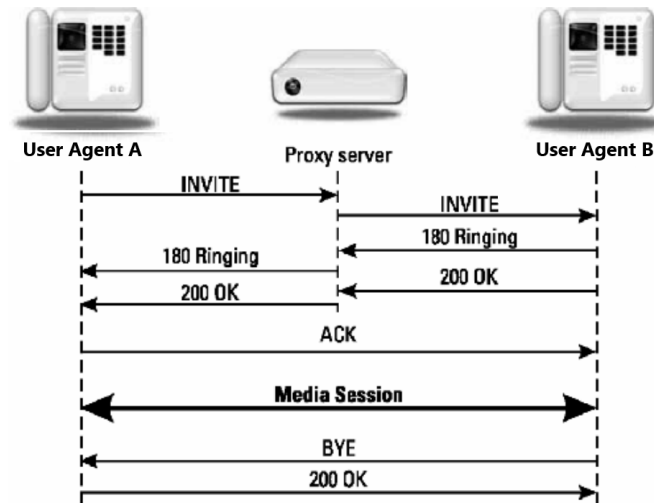 User Agent A
Proxy server
User Agent B
INVITE
INVITE
180 Ringing
180 Ringing
200 OK
200 OK
ACK
Media Session
BYE
200 OK